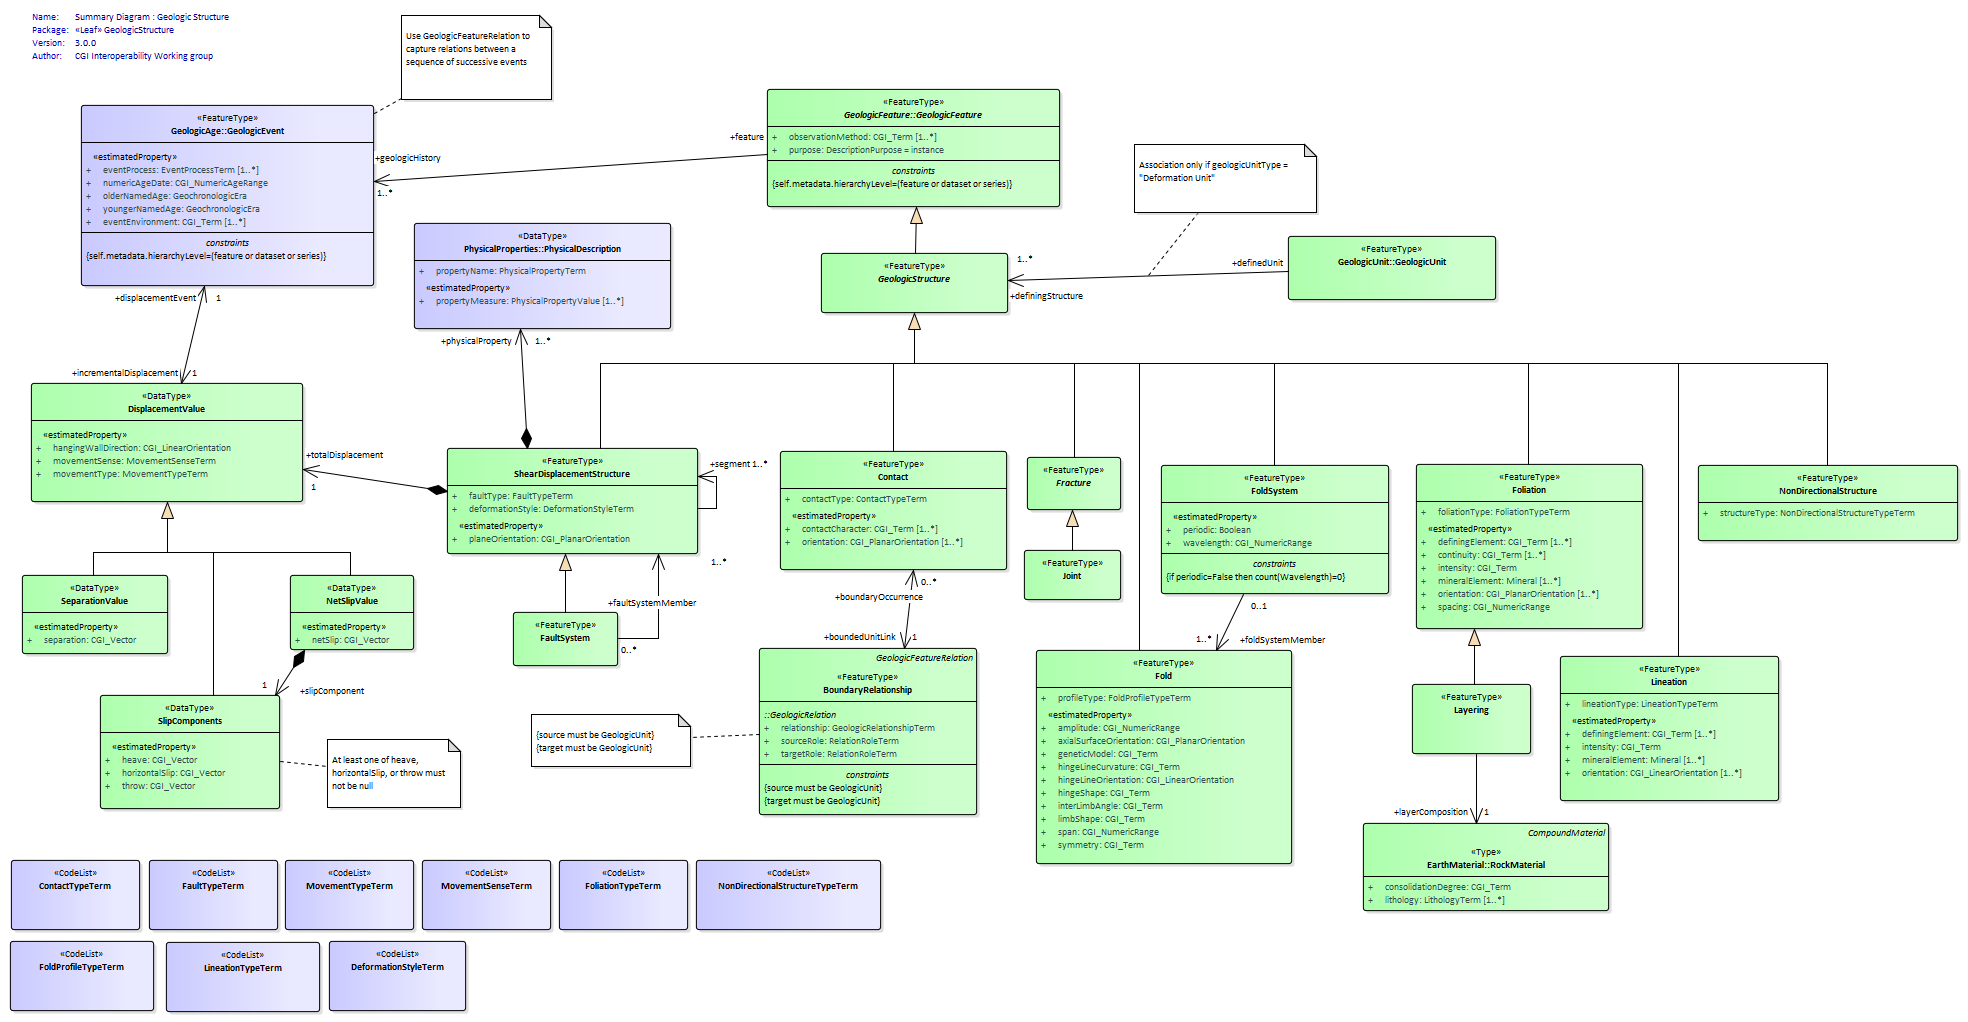 Name: Summary Diagram : Geologic Structure
Package: «Leaf» GeologicStructure
Version: 3.0.0
Author: CGI Interoperability Working group
Use GeologicFeatureRelation to
capture relations between a
sequence of successive events
«FeatureType»
GeologicAge::GeologicEvent
«estimatedProperty»
+ eventProcess: EventProcessTerm [1..*]
+ numericAgeDate: CGI_NumericAgeRange
+ olderNamedAge: GeochronologicEra
+ youngerNamedAge: GeochronologicEra
+ eventEnvironment: CGI_Term [1..*]
constraints
{self.metadata.hierarchyLevel=(feature or dataset or series)}
+geologicHistory
1..*
+feature
«FeatureType»
GeologicFeature::GeologicFeature
+ observationMethod: CGI_Term [1..*]
+ purpose: DescriptionPurpose = instance
constraints
{self.metadata.hierarchyLevel=(feature or dataset or series)}
Association only if geologicUnitType =
"Deformation Unit"
«DataType»
PhysicalProperties::PhysicalDescription
+ propertyName: PhysicalPropertyTerm
«estimatedProperty»
+ propertyMeasure: PhysicalPropertyValue [1..*]
«FeatureType»
GeologicStructure
1..*
+definingStructure
+definedUnit
«FeatureType»
GeologicUnit::GeologicUnit
+displacementEvent 1
+incrementalDisplacement 1
+physicalProperty 1..*
«DataType»
DisplacementValue
«estimatedProperty»
+ hangingWallDirection: CGI_LinearOrientation
+ movementSense: MovementSenseTerm
+ movementType: MovementTypeTerm
+totalDisplacement
1
«FeatureType»
ShearDisplacementStructure
+ faultType: FaultTypeTerm
+ deformationStyle: DeformationStyleTerm
«estimatedProperty»
+ planeOrientation: CGI_PlanarOrientation
+segment 1..*
1..*
+faultSystemMember
0..*
«FeatureType»
FaultSystem
«FeatureType»
Contact
+ contactType: ContactTypeTerm
«estimatedProperty»
+ contactCharacter: CGI_Term [1..*]
+ orientation: CGI_PlanarOrientation [1..*]
0..*
+boundaryOccurrence
+boundedUnitLink 1
«FeatureType»
Fracture
«FeatureType»
Joint
«FeatureType»
FoldSystem
«estimatedProperty»
+ periodic: Boolean
+ wavelength: CGI_NumericRange
constraints
{if periodic=False then count(Wavelength)=0}
0..1
1..* +foldSystemMember
«FeatureType»
Foliation
+ foliationType: FoliationTypeTerm
«estimatedProperty»
+ definingElement: CGI_Term [1..*]
+ continuity: CGI_Term [1..*]
+ intensity: CGI_Term
+ mineralElement: Mineral [1..*]
+ orientation: CGI_PlanarOrientation [1..*]
+ spacing: CGI_NumericRange
«FeatureType»
NonDirectionalStructure
+ structureType: NonDirectionalStructureTypeTerm
«DataType»
SeparationValue
«estimatedProperty»
+ separation: CGI_Vector
«DataType»
NetSlipValue
«estimatedProperty»
+ netSlip: CGI_Vector
1
+slipComponent
«DataType»
SlipComponents
«estimatedProperty»
+ heave: CGI_Vector
+ horizontalSlip: CGI_Vector
+ throw: CGI_Vector
At least one of heave,
horizontalSlip, or throw must
not be null
{source must be GeologicUnit}
{target must be GeologicUnit}
GeologicFeatureRelation
«FeatureType»
BoundaryRelationship
::GeologicRelation
+ relationship: GeologicRelationshipTerm
+ sourceRole: RelationRoleTerm
+ targetRole: RelationRoleTerm
constraints
{source must be GeologicUnit}
{target must be GeologicUnit}
«FeatureType»
Fold
+ profileType: FoldProfileTypeTerm
«estimatedProperty»
+ amplitude: CGI_NumericRange
+ axialSurfaceOrientation: CGI_PlanarOrientation
+ geneticModel: CGI_Term
+ hingeLineCurvature: CGI_Term
+ hingeLineOrientation: CGI_LinearOrientation
+ hingeShape: CGI_Term
+ interLimbAngle: CGI_Term
+ limbShape: CGI_Term
+ span: CGI_NumericRange
+ symmetry: CGI_Term
«FeatureType»
Layering
+layerComposition 1
«FeatureType»
Lineation
+ lineationType: LineationTypeTerm
«estimatedProperty»
+ definingElement: CGI_Term [1..*]
+ intensity: CGI_Term
+ mineralElement: Mineral [1..*]
+ orientation: CGI_LinearOrientation [1..*]
CompoundMaterial
«Type»
EarthMaterial::RockMaterial
+ consolidationDegree: CGI_Term
+ lithology: LithologyTerm [1..*]
«CodeList»
ContactTypeTerm
«CodeList»
FaultTypeTerm
«CodeList»
MovementTypeTerm
«CodeList»
MovementSenseTerm
«CodeList»
FoliationTypeTerm
«CodeList»
NonDirectionalStructureTypeTerm
«CodeList»
FoldProfileTypeTerm
«CodeList»
LineationTypeTerm
«CodeList»
DeformationStyleTerm